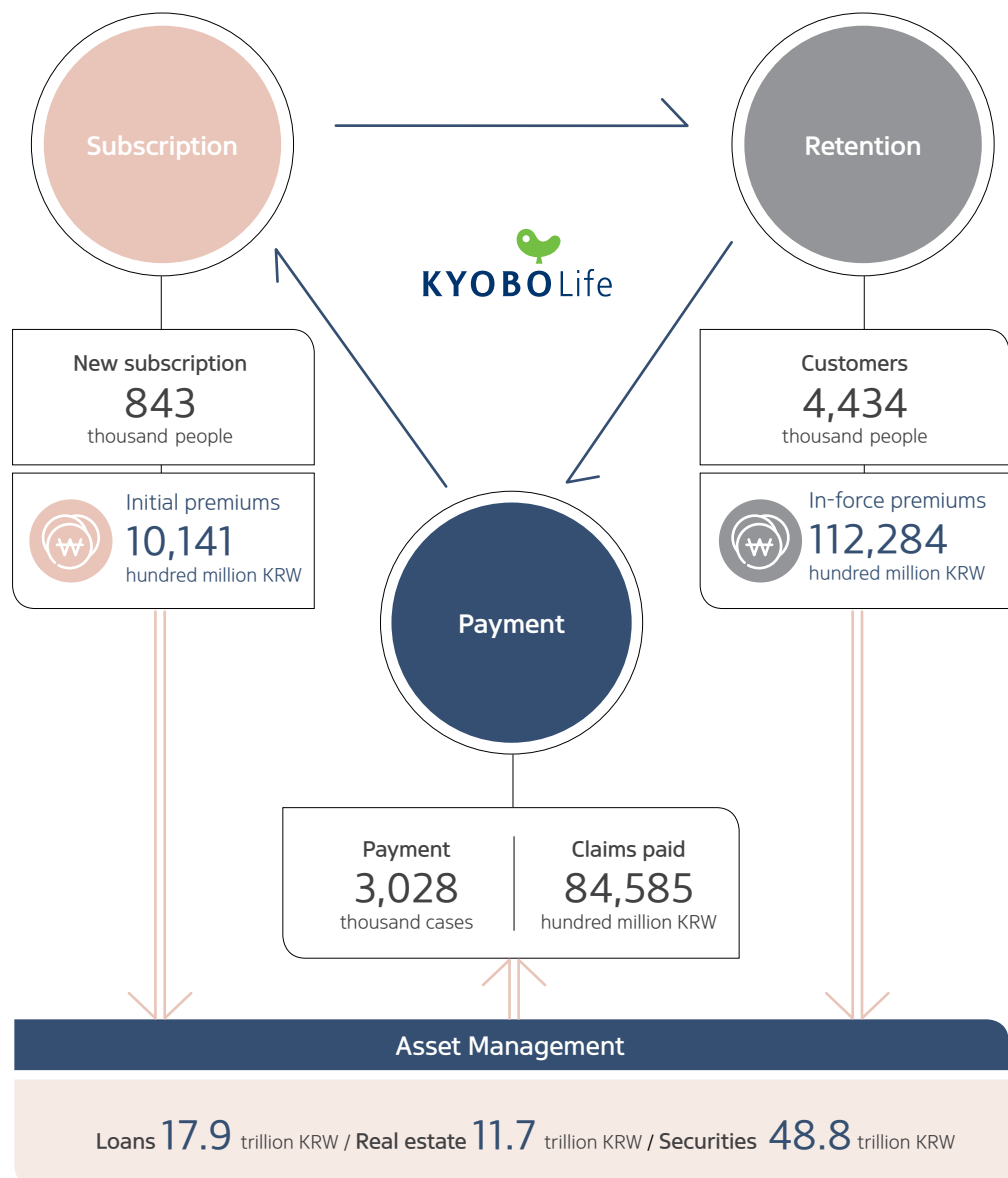 Subscription
Retention
KYOBO Life
New subscription
843
thousand people
Customers
4,434
thousand people
Initial premiums
10,141
hundred million KRW
In-force premiums
112,284
hundred million KRW
Payment
Payment
3,028
thousand cases
Claims paid
84,585
hundred million KRW
Asset Management
Loans 17.9 trillion KRW / Real estate 11.7 trillion KRW / Securities 48.8 trillion KRW